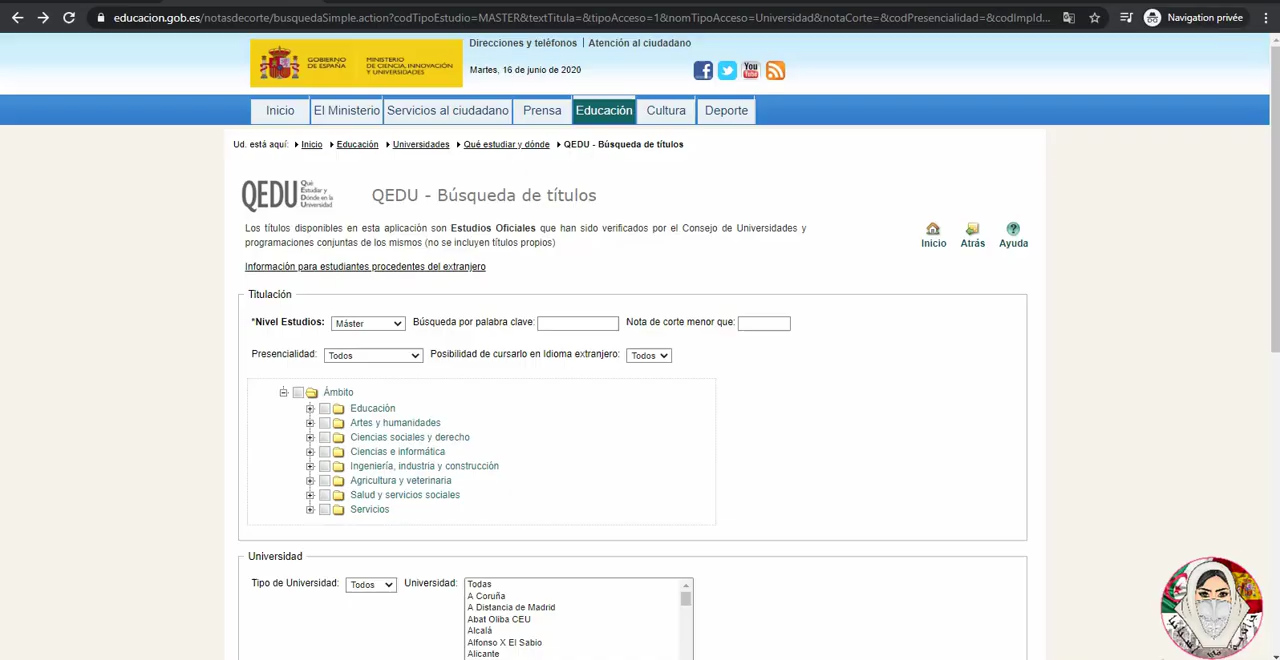 educacion.gob.es/notasdecorte/busquedaSimple.action?codTipoEstudio=MASTER&textTitula=&tipoAcceso=1&nomTipoAcceso=Universidad&notaCorte=&codPresencialidad=&codImpId...
Navigation privée
GOBIERNO DE ESPAÑA
MINISTERIO DE CIENCIA, INNOVACIÓN Y UNIVERSIDADES
Direcciones y teléfonos | Atención al ciudadano
Martes, 16 de junio de 2020
You Tube
Inicio El Ministerio Servicios al ciudadano Prensa Educación Cultura Deporte
Ud. está aquí: Inicio Educación Universidades Qué estudiar y dónde QEDU - Búsqueda de títulos
QEDU Qué Estudiar y Dónde en la Universidad
QEDU - Búsqueda de títulos
Los títulos disponibles en esta aplicación son Estudios Oficiales que han sido verificados por el Consejo de Universidades y
programaciones conjuntas de los mismos (no se incluyen títulos propios)
Inicio Atrás Ayuda
Información para estudiantes procedentes del extranjero
Titulación
*Nivel Estudios: Máster Búsqueda por palabra clave: Nota de corte menor que:
Presencialidad: Todos Posibilidad de cursarlo en Idioma extranjero: Todos
Ámbito
Educación
Artes y humanidades
Ciencias sociales y derecho
Ciencias e informática
Ingeniería, industria y construcción
Agricultura y veterinaria
Salud y servicios sociales
Servicios
Universidad
Tipo de Universidad: Todos Universidad: Todas
A Coruña
A Distancia de Madrid
Abat Oliba CEU
Alcalá
Alfonso X El Sabio
Alicante